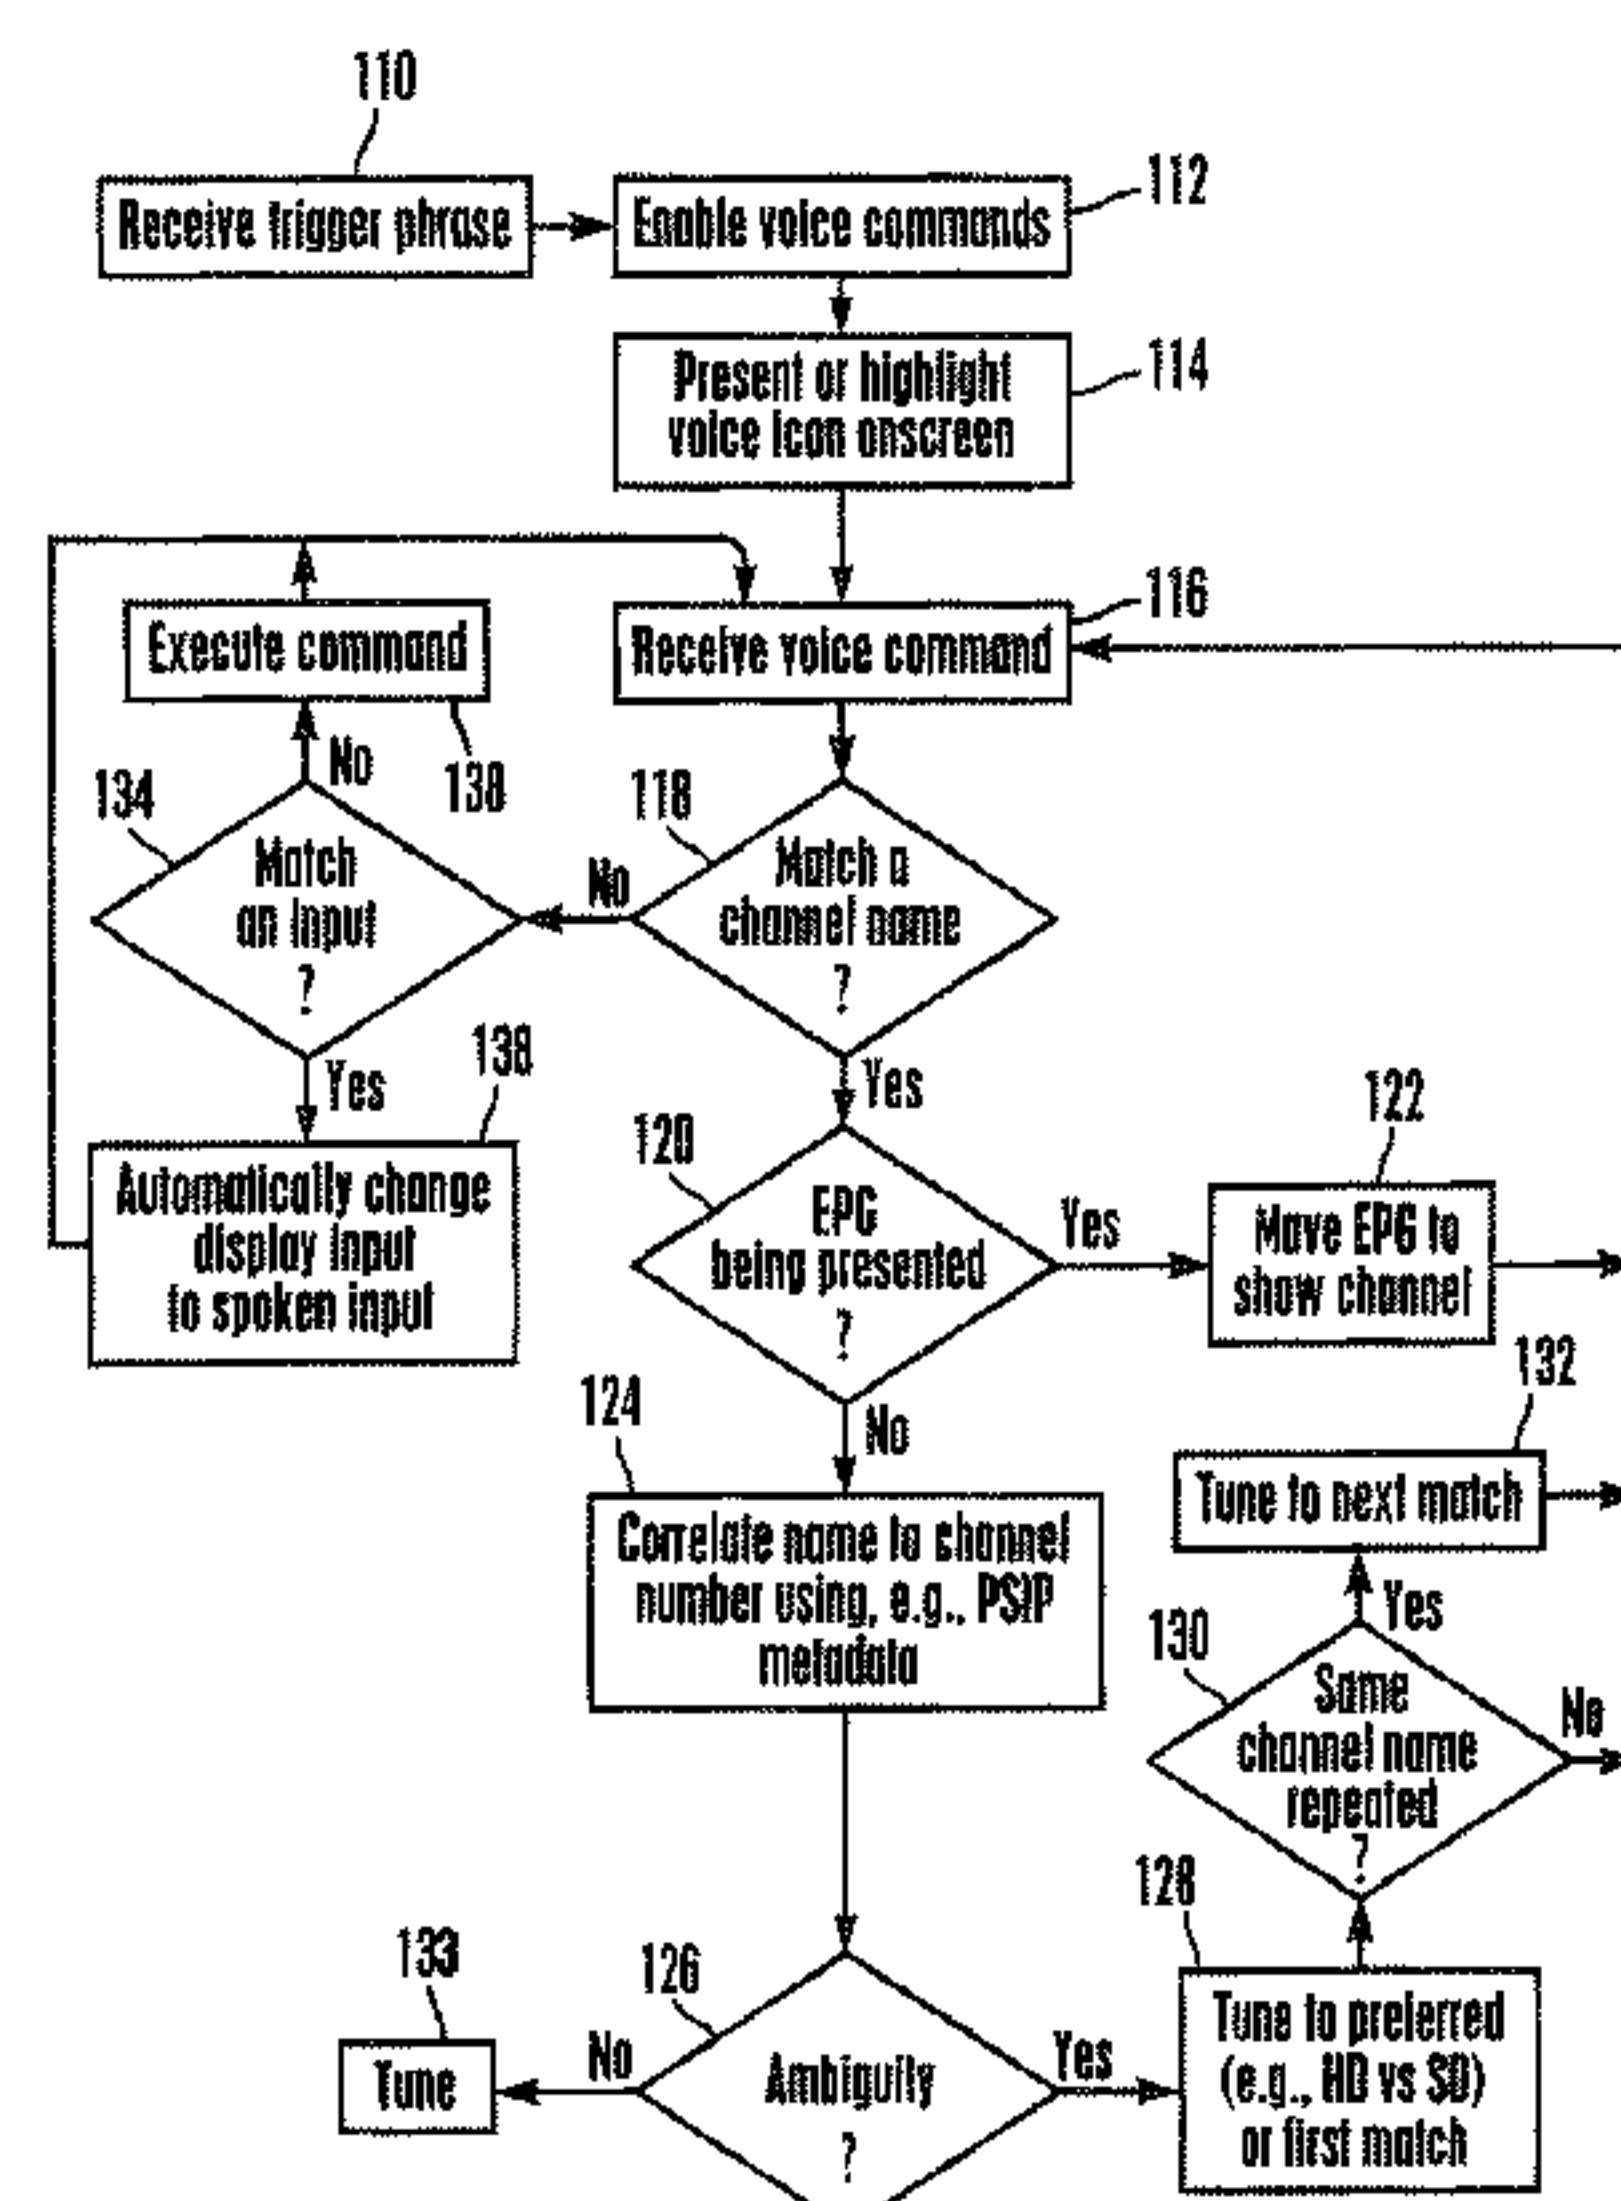 110
Receive trigger phrase
Enable voice commands
112
Present or highlight
voice icon onscreen
114
Execute command
138
Receive voice command
116
No
134
Match
an input
?
No
118
Match a
channel name
?
Yes
138
Automatically change
display input
to spoken input
Yes
120
EPG
being presented
?
Yes
122
Move EPG to
show channel
No
124
Correlate name to channel
number using, e.g., PSIP
metadata
132
Tune to next match
Yes
130
Same
channel name
repeated
?
No
133
Tune
No
126
Ambiguity
?
Yes
128
Tune to preferred
(e.g., HD vs SD)
or first match